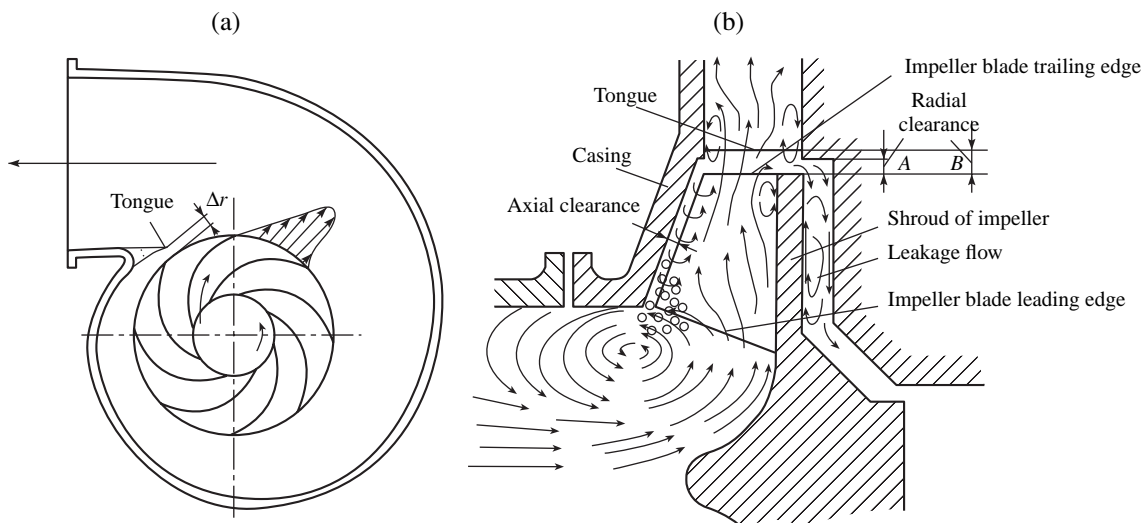 (a)
Tongue
Δr
(b)
Tongue
Casing
Axial clearance
Impeller blade trailing edge
Radial
clearance
A
B
Shroud of impeller
Leakage flow
Impeller blade leading edge